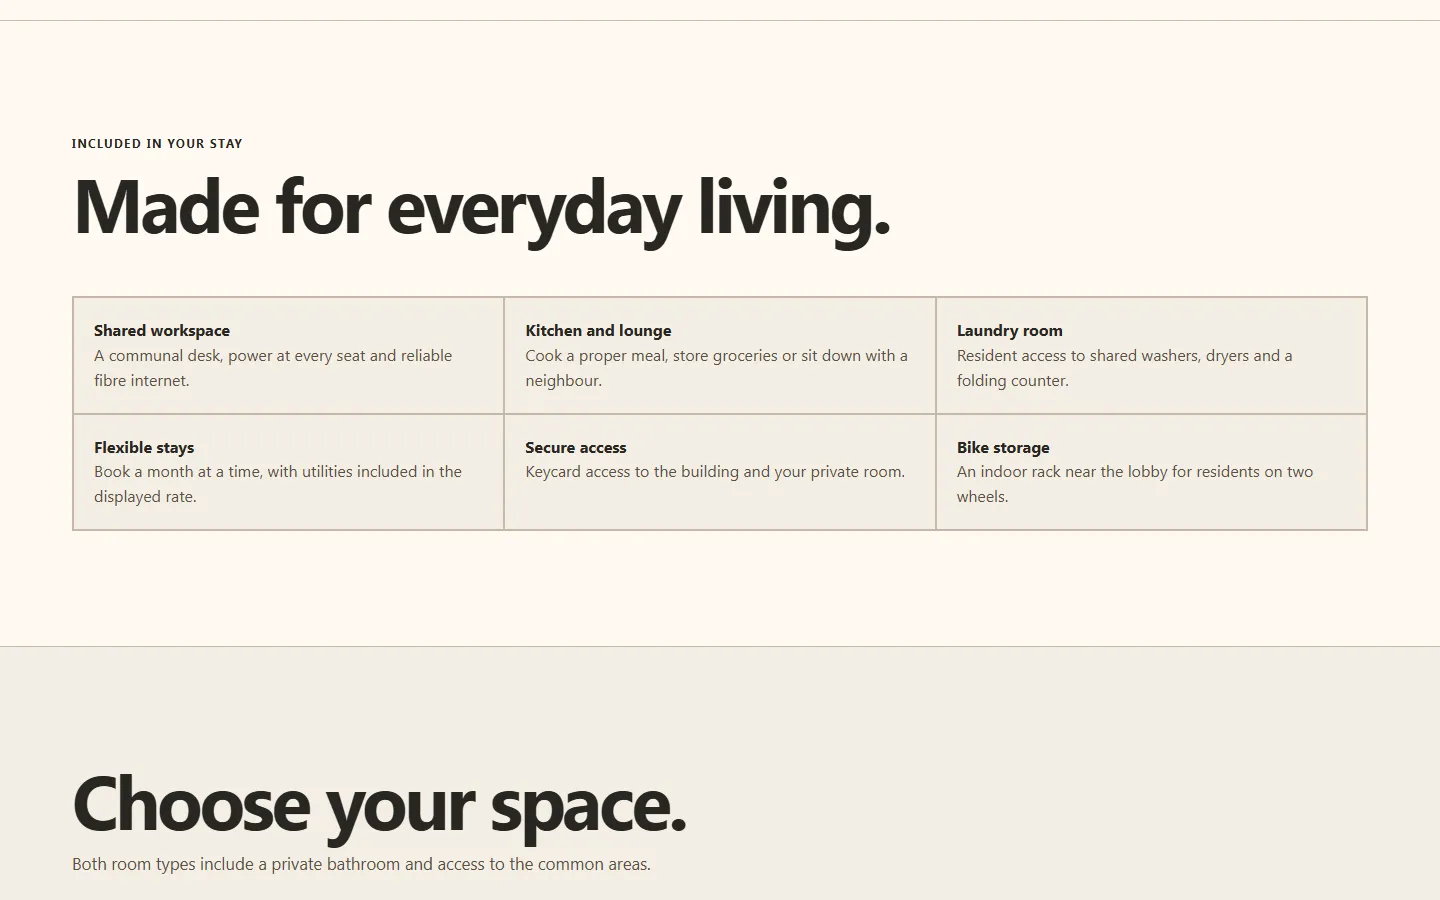 INCLUDED IN YOUR STAY
Made for everyday living.
Shared workspace
A communal desk, power at every seat and reliable
fibre internet.
Kitchen and lounge
Cook a proper meal, store groceries or sit down with a
neighbour.
Laundry room
Resident access to shared washers, dryers and a
folding counter.
Flexible stays
Book a month at a time, with utilities included in the
displayed rate.
Secure access
Keycard access to the building and your private room.
Bike storage
An indoor rack near the lobby for residents on two
wheels.
Choose your space.
Both room types include a private bathroom and access to the common areas.